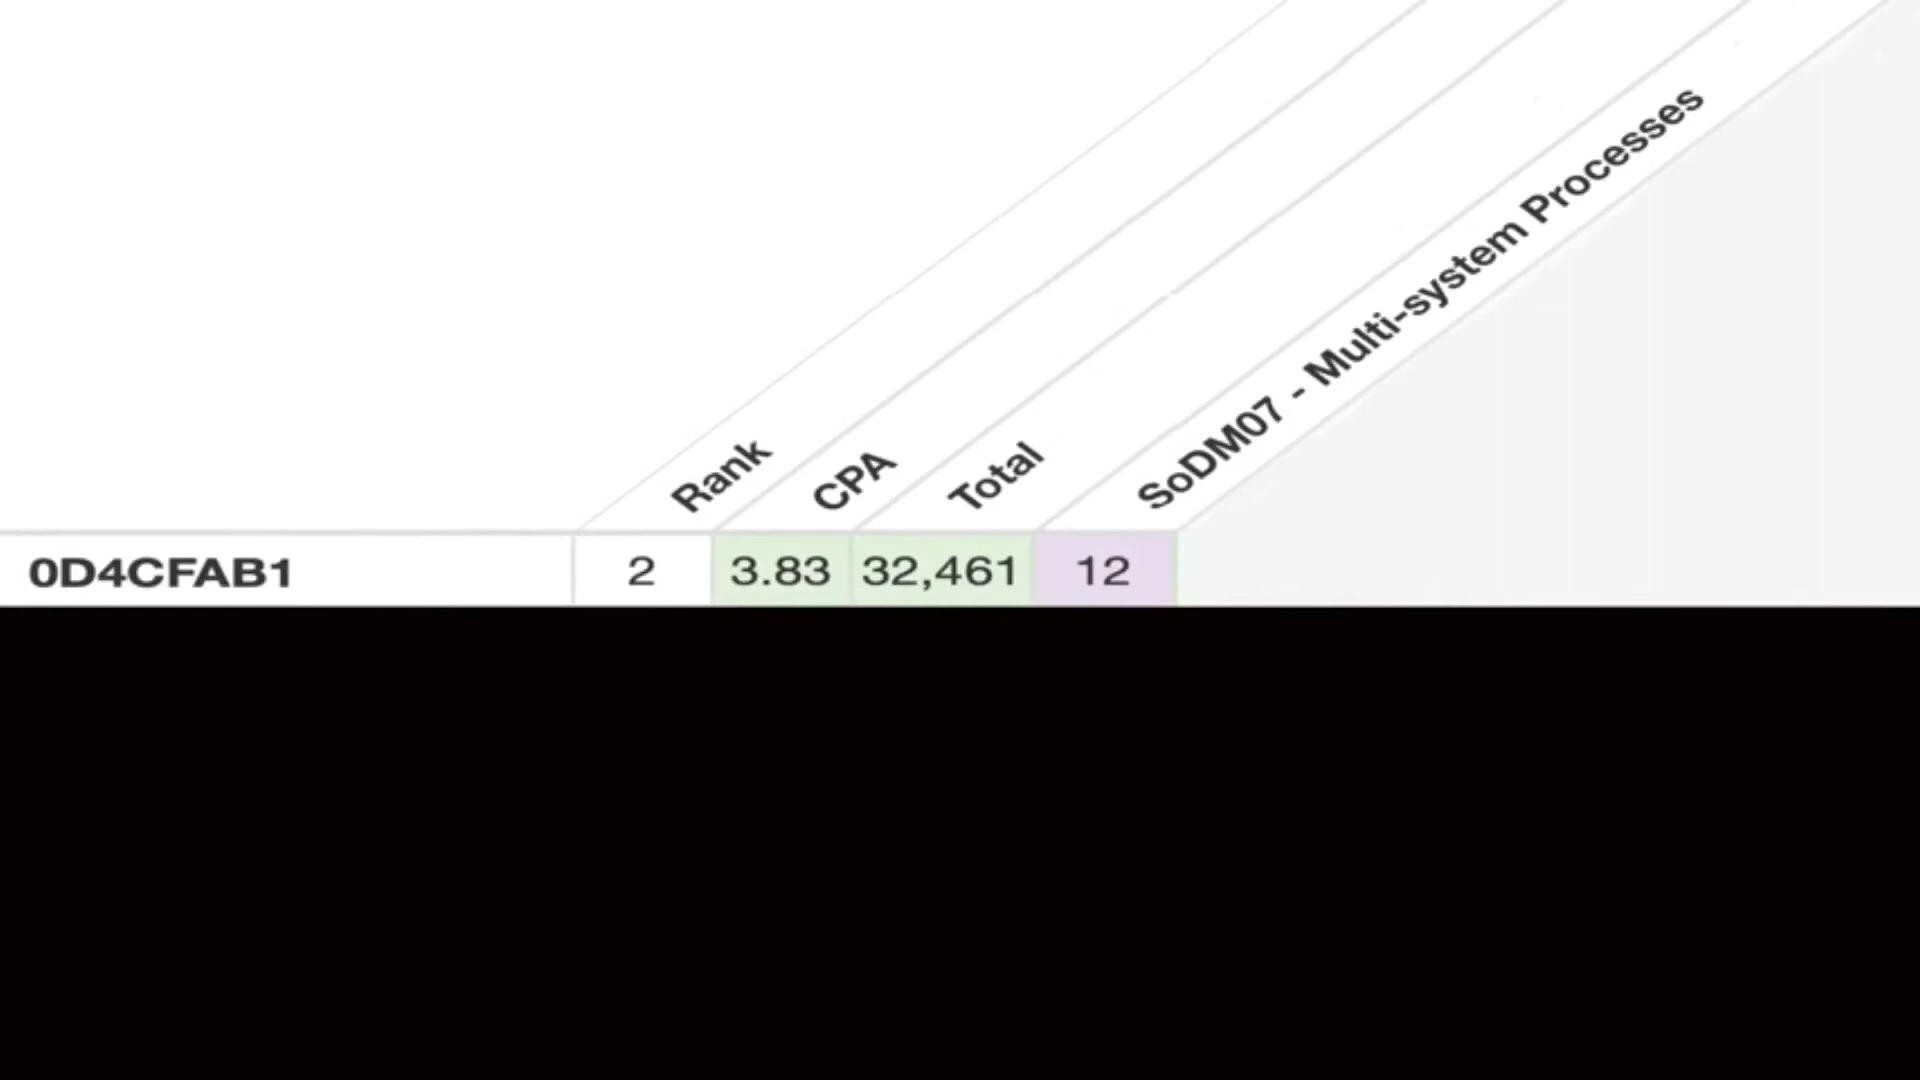 Rank
CPA
Total
SoDM07 - Multi-system Processes
0D4CFAB1 2 3.83 32,461 12